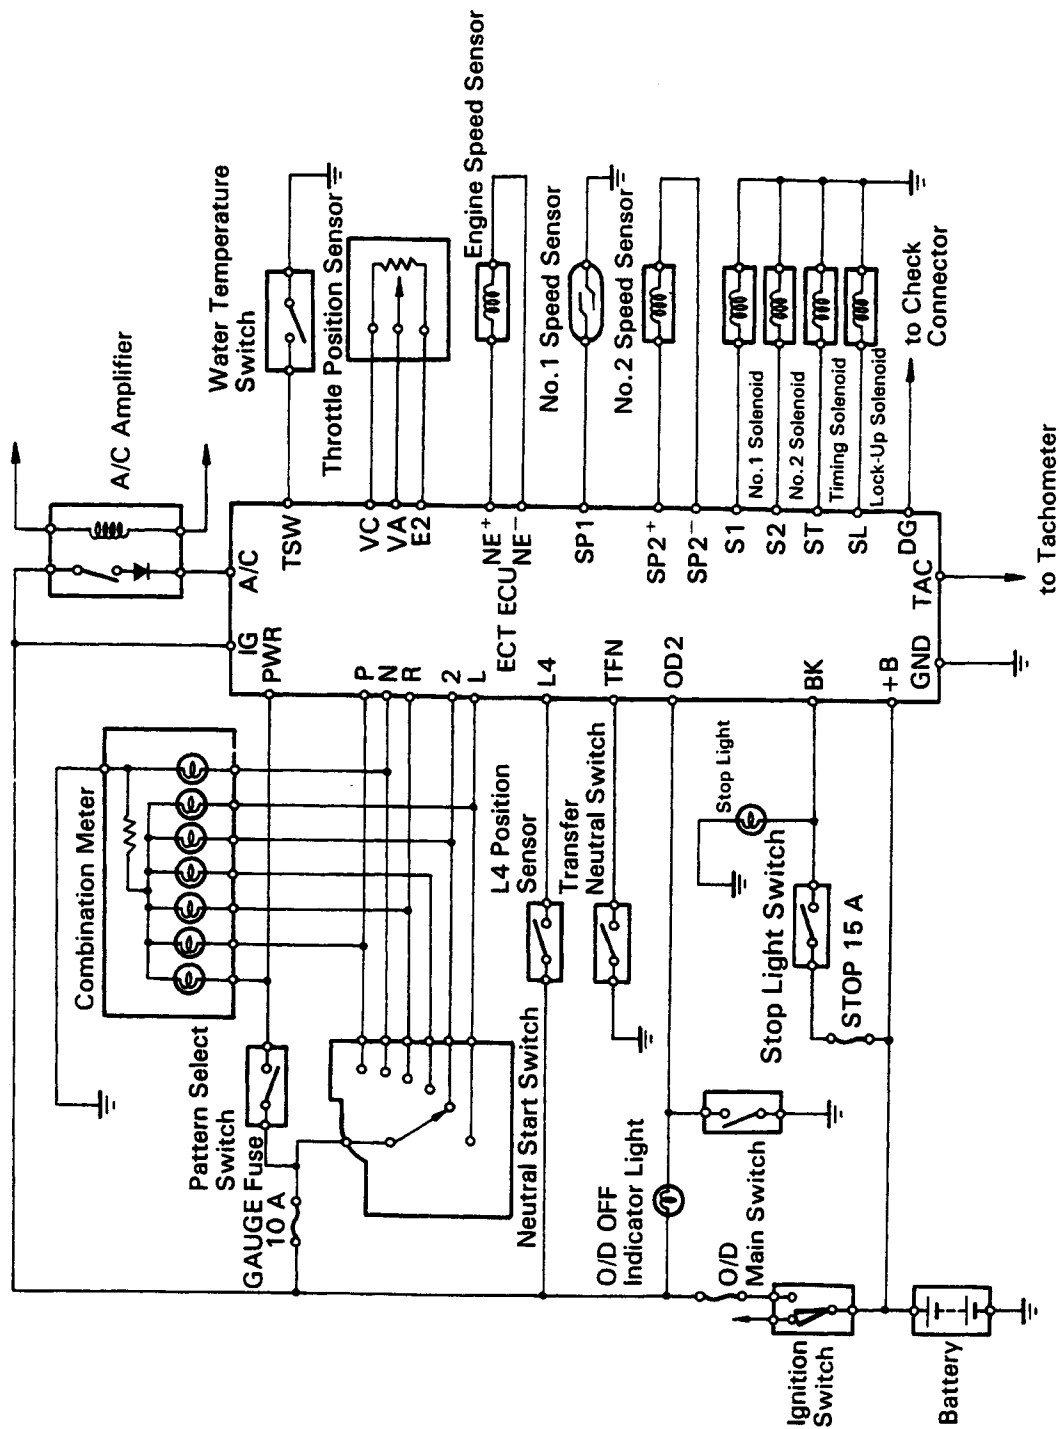 Combination Meter
Pattern Select
Switch
GAUGE Fuse
10 A
Neutral Start Switch
L4 Position
Sensor
Transfer
Neutral Switch
O/D OFF
Indicator Light
O/D
Main Switch
Stop Light
Stop Light Switch
STOP 15 A
Ignition
Switch
Battery
IG
PWR
P
N
R
2
L
L4
TFN
OD2
BK
+B
GND
ECT ECU
A/C
TSW
VC
VA
E2
NE+
NE-
SP1
SP2+
SP2-
S1
S2
ST
SL
DG
TAC
A/C Amplifier
Water Temperature
Switch
Throttle Position Sensor
Engine Speed Sensor
No.1 Speed Sensor
No.2 Speed Sensor
No.1 Solenoid
No.2 Solenoid
Timing Solenoid
Lock-Up Solenoid
to Check
Connector
to Tachometer